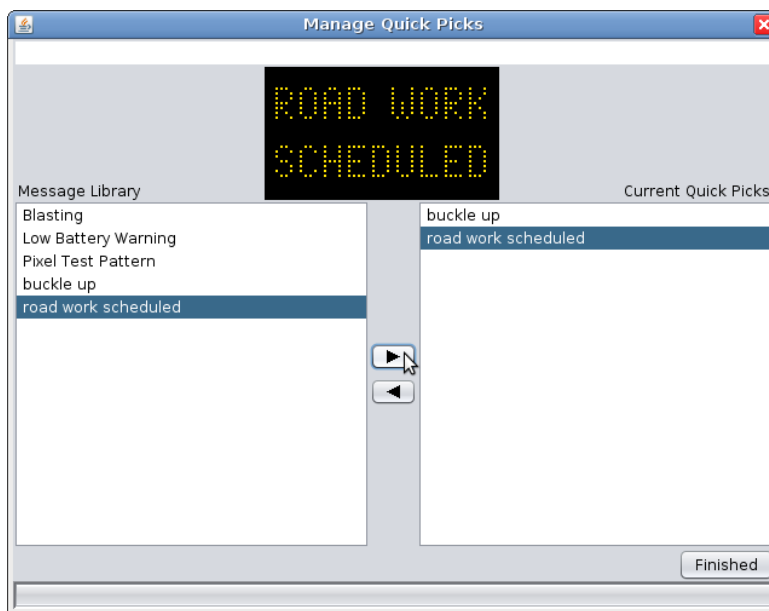 Manage Quick Picks
ROAD WORK
SCHEDULED
Message Library
Current Quick Picks
Blasting
Low Battery Warning
Pixel Test Pattern
buckle up
road work scheduled
buckle up
road work scheduled
Finished